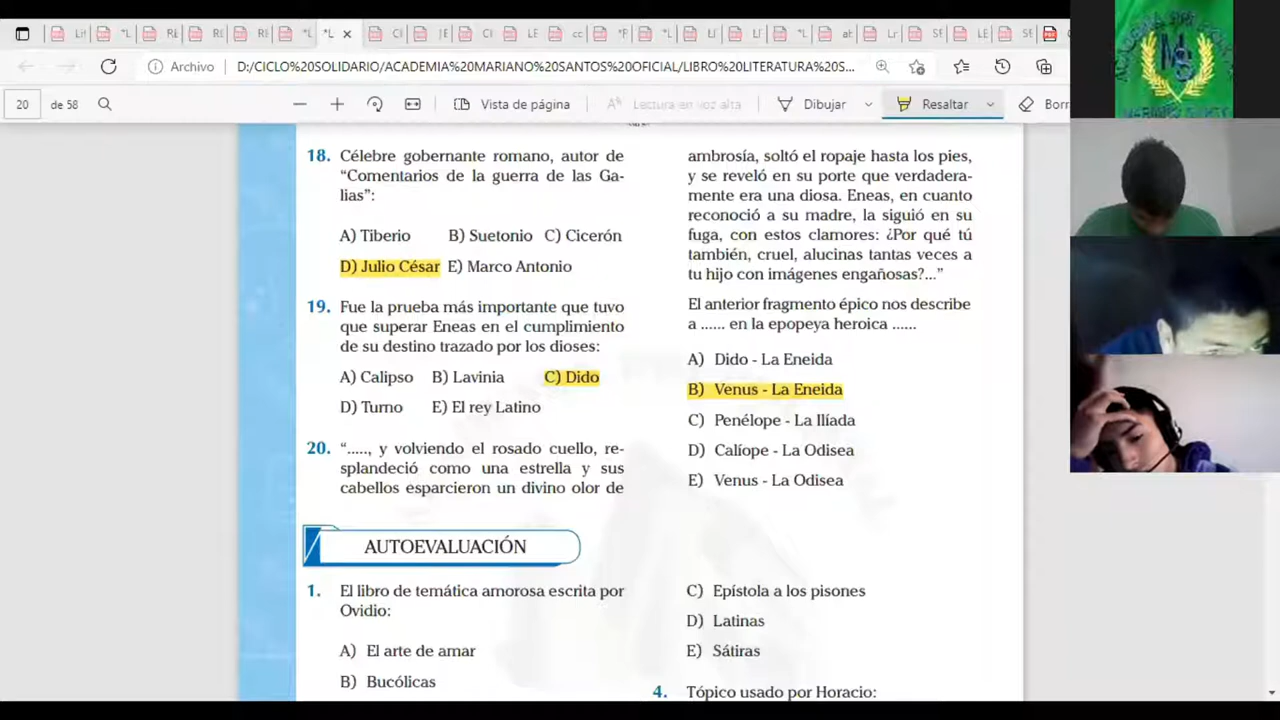 Archivo
D:/CICLO%20SOLIDARIO/ACADEMIA%20MARIANO%20SANTOS%20OFICIAL/LIBRO%20LITERATURA%20S...
20 de 58
Vista de página
Lectura en voz alta
Dibujar
Resaltar
Borr
18. Célebre gobernante romano, autor de
“Comentarios de la guerra de las Ga-
lias”:
A) Tiberio B) Suetonio C) Cicerón
D) Julio César E) Marco Antonio
19. Fue la prueba más importante que tuvo
que superar Eneas en el cumplimiento
de su destino trazado por los dioses:
A) Calipso B) Lavinia C) Dido
D) Turno E) El rey Latino
20. “....., y volviendo el rosado cuello, re-
splandeció como una estrella y sus
cabellos esparcieron un divino olor de
ambrosía, soltó el ropaje hasta los pies,
y se reveló en su porte que verdadera-
mente era una diosa. Eneas, en cuanto
reconoció a su madre, la siguió en su
fuga, con estos clamores: ¿Por qué tú
también, cruel, alucinas tantas veces a
tu hijo con imágenes engañosas?...”
El anterior fragmento épico nos describe
a ...... en la epopeya heroica ......
A) Dido - La Eneida
B) Venus - La Eneida
C) Penélope - La Ilíada
D) Calíope - La Odisea
E) Venus - La Odisea
AUTOEVALUACIÓN
1. El libro de temática amorosa escrita por
Ovidio:
A) El arte de amar
B) Bucólicas
C) Epístola a los pisones
D) Latinas
E) Sátiras
4. Tópico usado por Horacio: